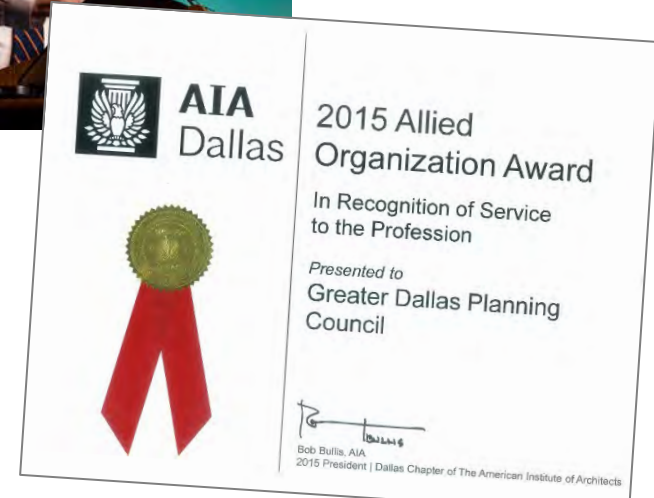 AIA
Dallas
2015 Allied
Organization Award
In Recognition of Service
to the Profession
Presented to
Greater Dallas Planning
Council
Bob Bullis, AIA
2015 President | Dallas Chapter of The American Institute of Architects